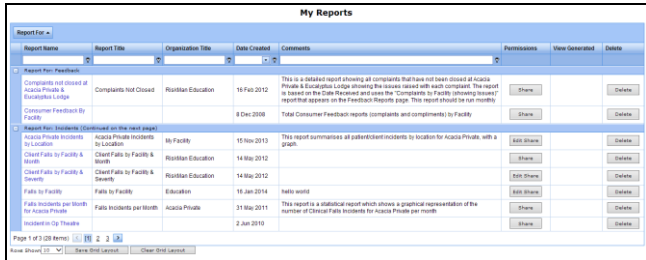 My Reports
Report For
Report Name Report Title Organization Title Date Created Comments Permissions View Generated Delete
Report For: Feedback
Complaints not closed at Acacia Private & Eucalyptus Lodge Complaints Not Closed RiskMan Education 16 Feb 2012 This is a detailed report showing all complaints that have not been closed at Acacia Private & Eucalyptus Lodge showing the issues raised with each complaint. The report is based on the Date Received and uses the "Complaints by Facility (showing Issues)" report that appears on the Feedback Reports page. This report should be run monthly Share Delete
Consumer Feedback By Facility 8 Dec 2008 Total Consumer Feedback reports (complaints and compliments) by Facility Share Delete
Report For: Incidents (Continued on the next page)
Acacia Private Incidents by Location Acacia Private Incidents by Location My Facility 15 Nov 2013 This report summarises all patient/client incidents by location for Acacia Private, with a graph. Edit Share Delete
Client Falls by Facility & Month Client Falls by Facility & Month RiskMan Education 14 May 2012 Share Delete
Client Falls by Facility & Severity Client Falls by Facility & Severity RiskMan Education 14 May 2012 Edit Share Delete
Falls by Facility Falls by Facility Education 16 Jan 2014 hello world Edit Share Delete
Falls Incidents per Month for Acacia Private Falls Incidents per Month Acacia Private 31 May 2011 This report is a statistical report which shows a graphical representation of the number of Clinical Falls Incidents for Acacia Private per month Share Delete
Incident in Op Theatre 2 Jun 2010 Share Delete
Page 1 of 3 (28 items) [1] 2 3
Rows Shown 10 Save Grid Layout Clear Grid Layout